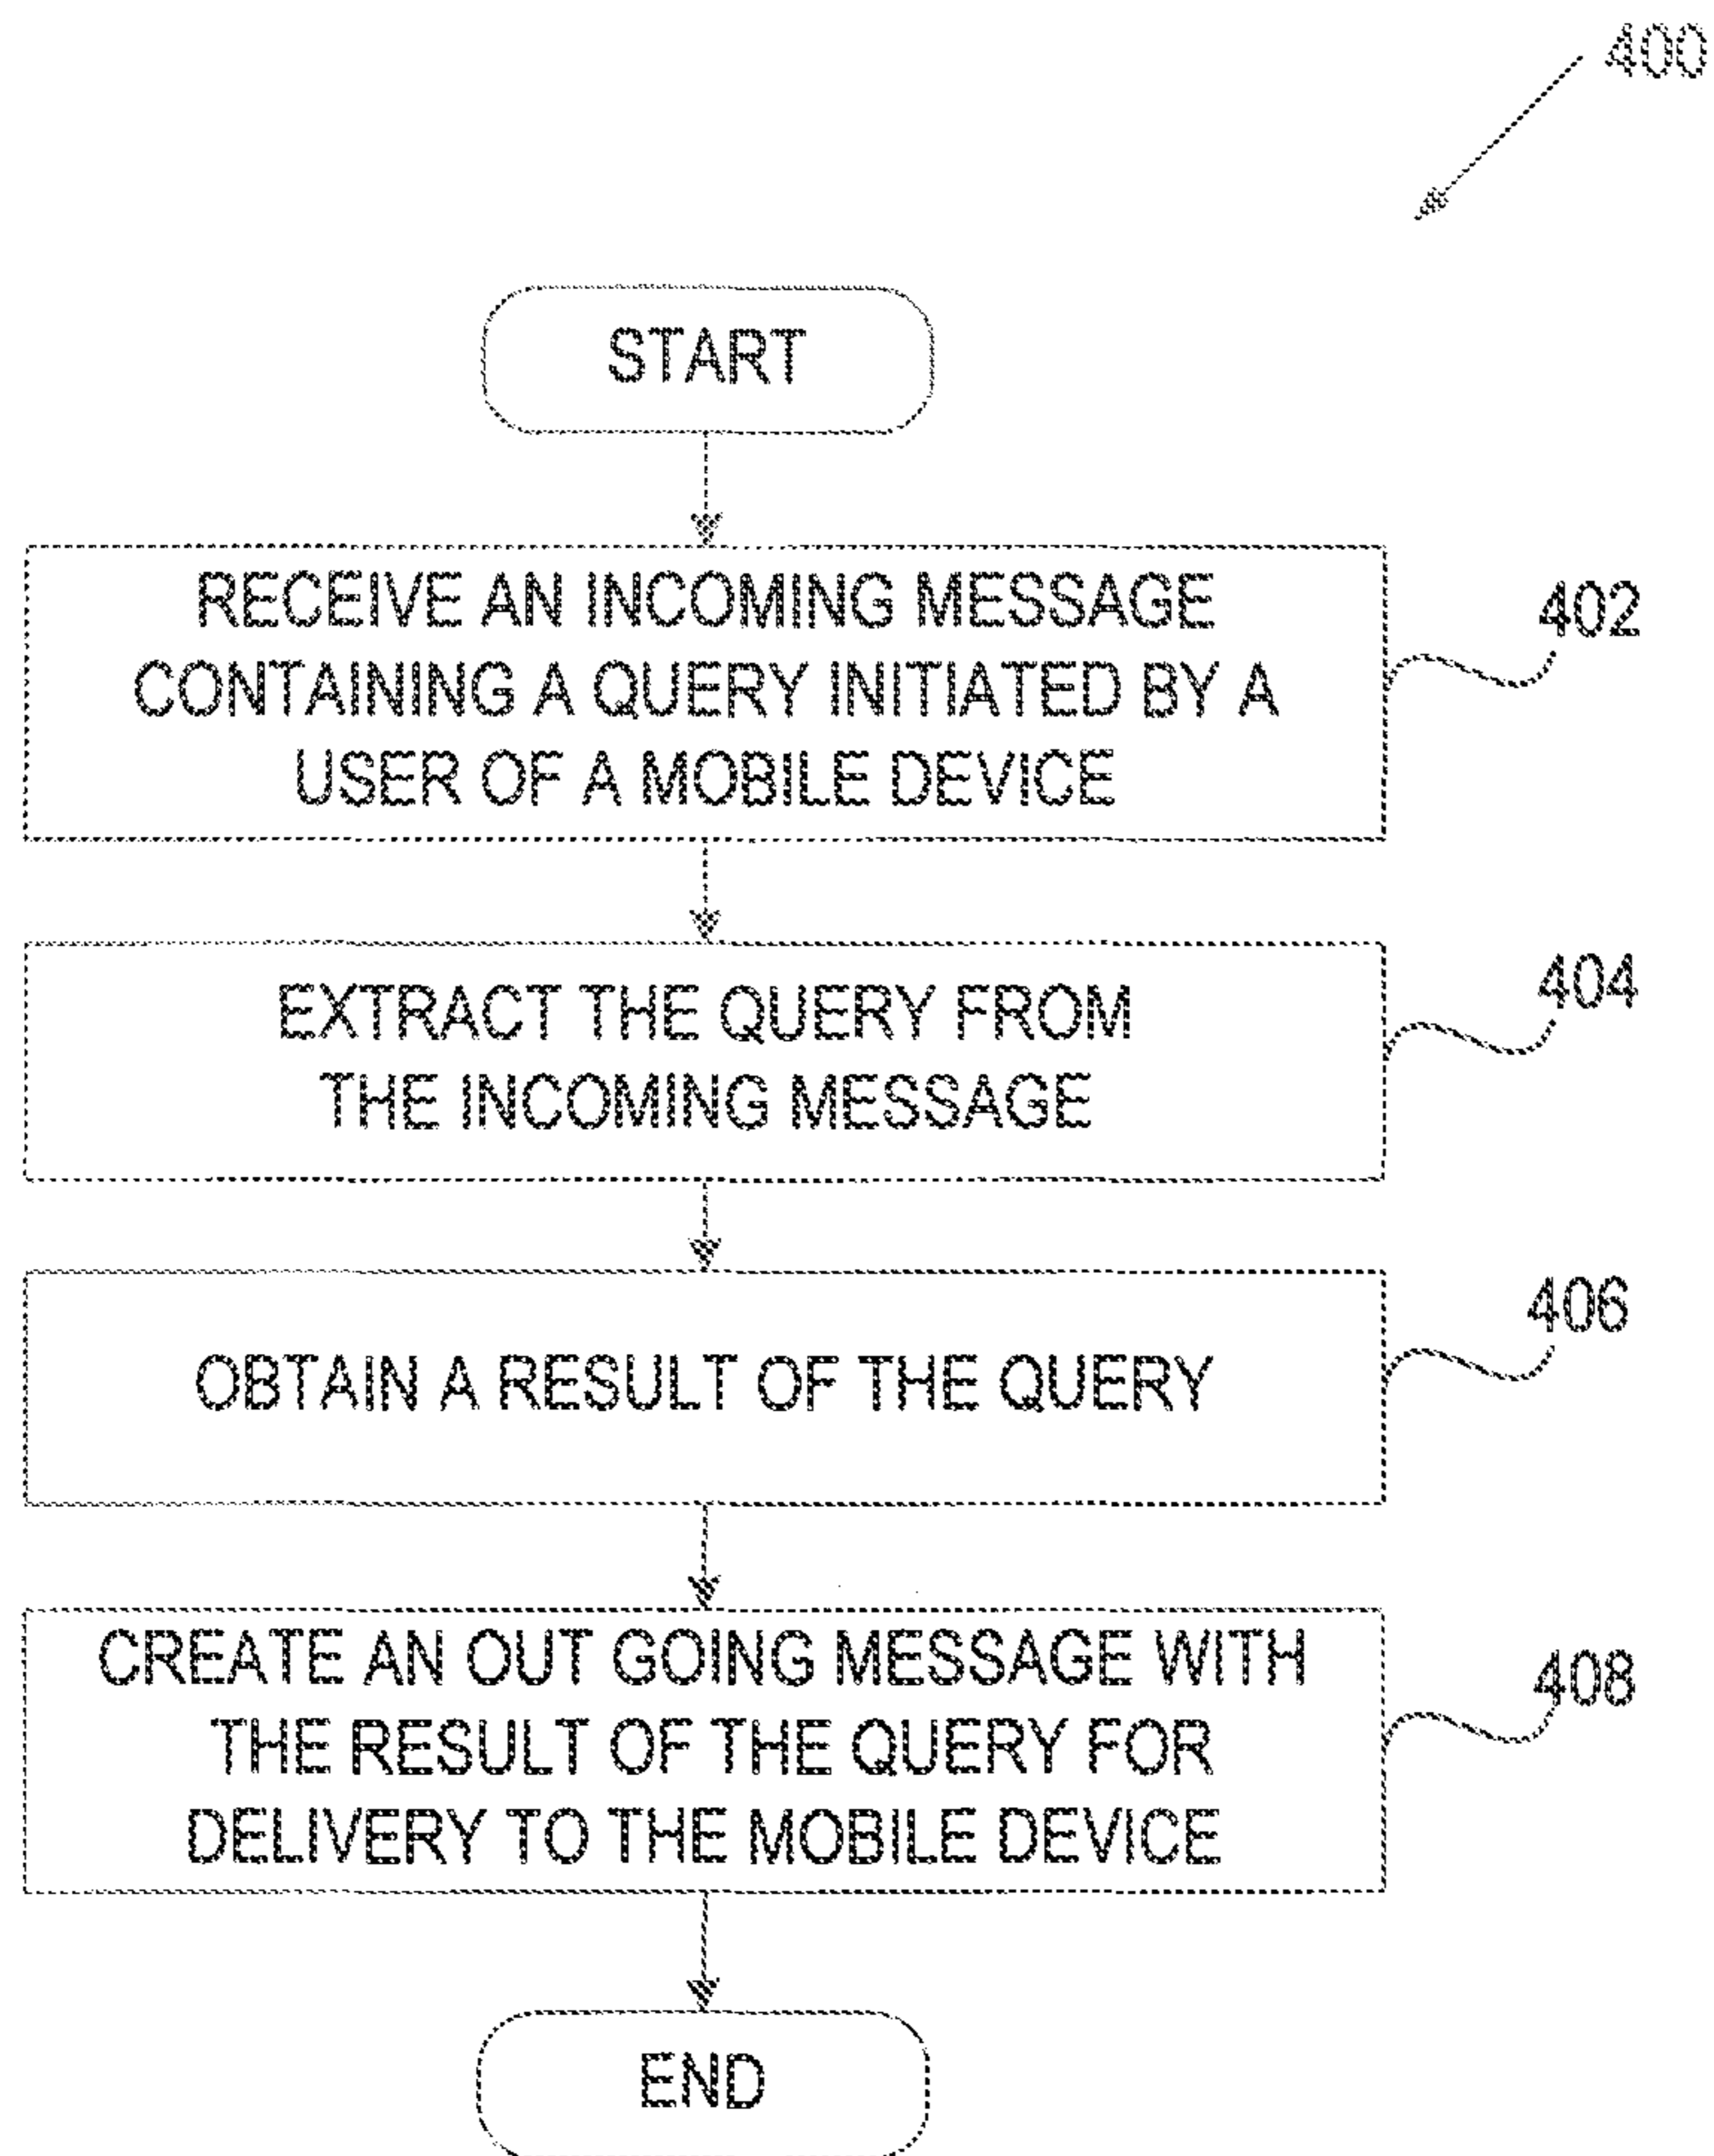 400
START
RECEIVE AN INCOMING MESSAGE
CONTAINING A QUERY INITIATED BY A
USER OF A MOBILE DEVICE
402
EXTRACT THE QUERY FROM
THE INCOMING MESSAGE
404
OBTAIN A RESULT OF THE QUERY
406
CREATE AN OUT GOING MESSAGE WITH
THE RESULT OF THE QUERY FOR
DELIVERY TO THE MOBILE DEVICE
408
END